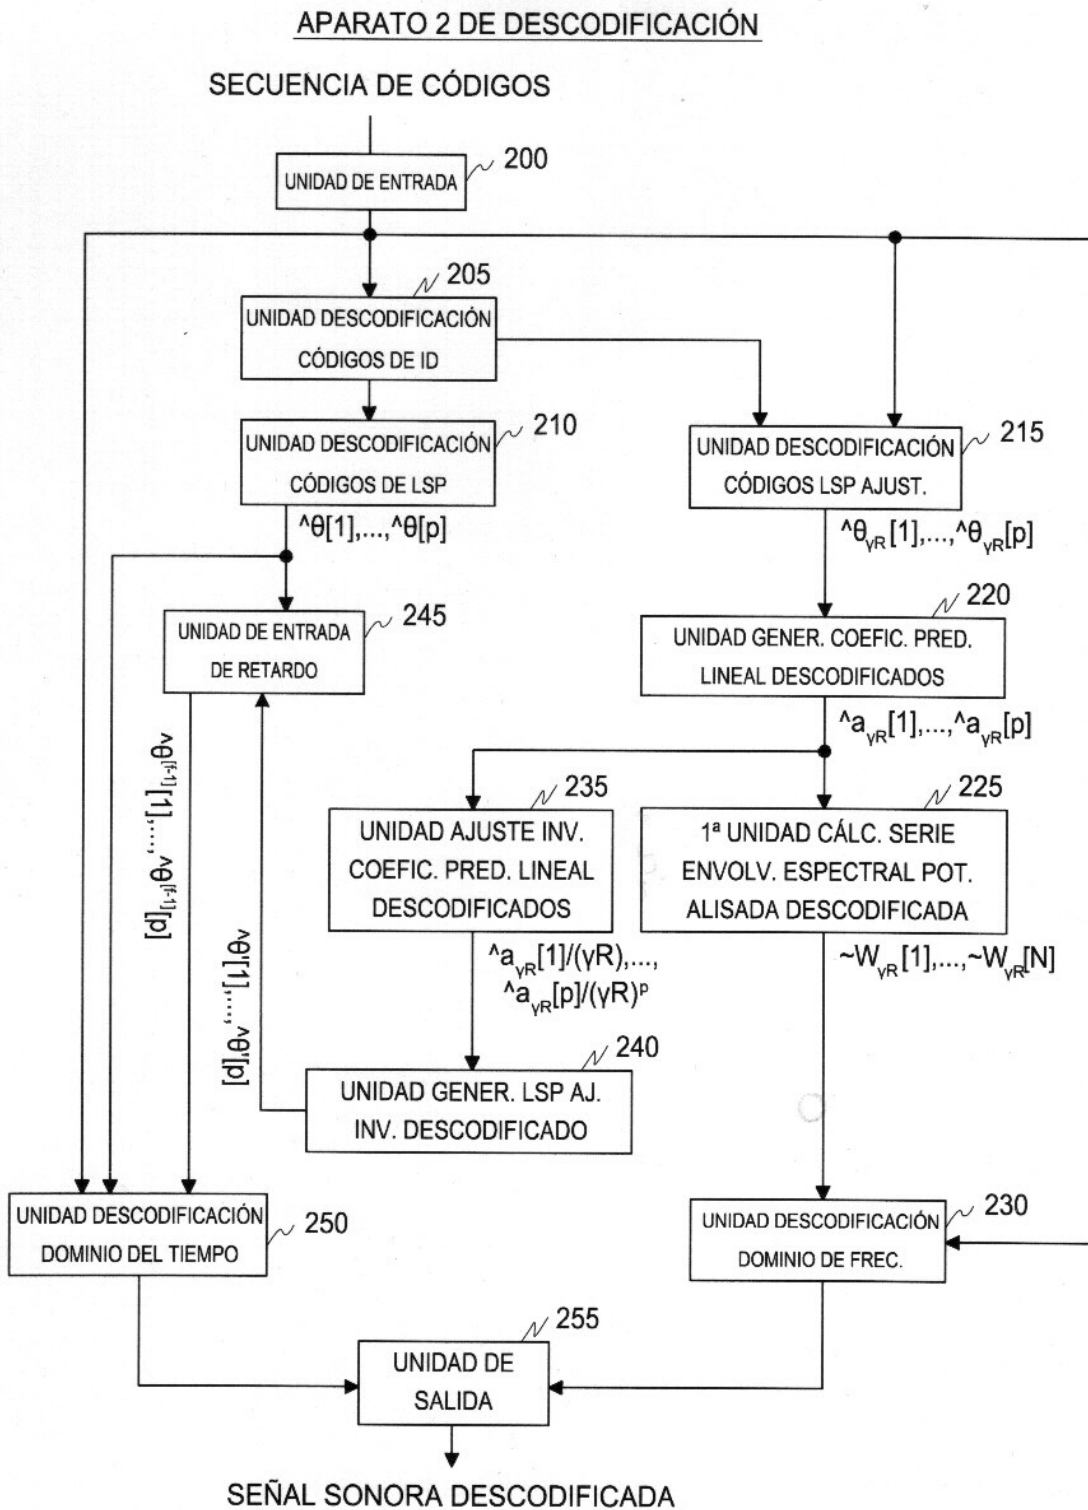 APARATO 2 DE DESCODIFICACIÓN
SECUENCIA DE CÓDIGOS
UNIDAD DE ENTRADA
200
205
UNIDAD DESCODIFICACIÓN
CÓDIGOS DE ID
210
UNIDAD DESCODIFICACIÓN
CÓDIGOS DE LSP
^θ[1],...,^θ[p]
215
UNIDAD DESCODIFICACIÓN
CÓDIGOS LSP AJUST.
^θγR[1],...,^θγR[p]
245
UNIDAD DE ENTRADA
DE RETARDO
220
UNIDAD GENER. COEFIC. PRED.
LINEAL DESCODIFICADOS
^aγR[1],...,^aγR[p]
^θ[f-1][1],...,^θ[f-1][p]
^θ'[1],...,^θ'[p]
235
UNIDAD AJUSTE INV.
COEFIC. PRED. LINEAL
DESCODIFICADOS
^aγR[1]/(γR),...,
^aγR[p]/(γR)p
225
1ª UNIDAD CÁLC. SERIE
ENVOLV. ESPECTRAL POT.
ALISADA DESCODIFICADA
~WγR[1],...,~WγR[N]
240
UNIDAD GENER. LSP AJ.
INV. DESCODIFICADO
UNIDAD DESCODIFICACIÓN
DOMINIO DEL TIEMPO
250
230
UNIDAD DESCODIFICACIÓN
DOMINIO DE FREC.
255
UNIDAD DE
SALIDA
SEÑAL SONORA DESCODIFICADA